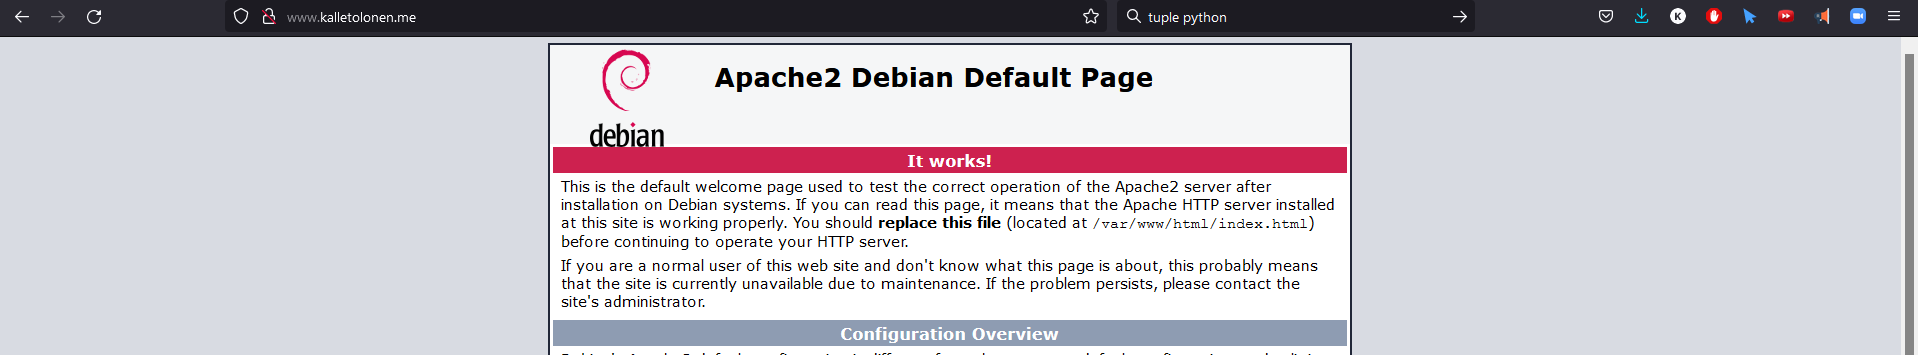 www.kalletolonen.me
tuple python
K
debian
Apache2 Debian Default Page
It works!
This is the default welcome page used to test the correct operation of the Apache2 server after
installation on Debian systems. If you can read this page, it means that the Apache HTTP server installed
at this site is working properly. You should replace this file (located at /var/www/html/index.html)
before continuing to operate your HTTP server.
If you are a normal user of this web site and don't know what this page is about, this probably means
that the site is currently unavailable due to maintenance. If the problem persists, please contact the
site's administrator.
Configuration Overview